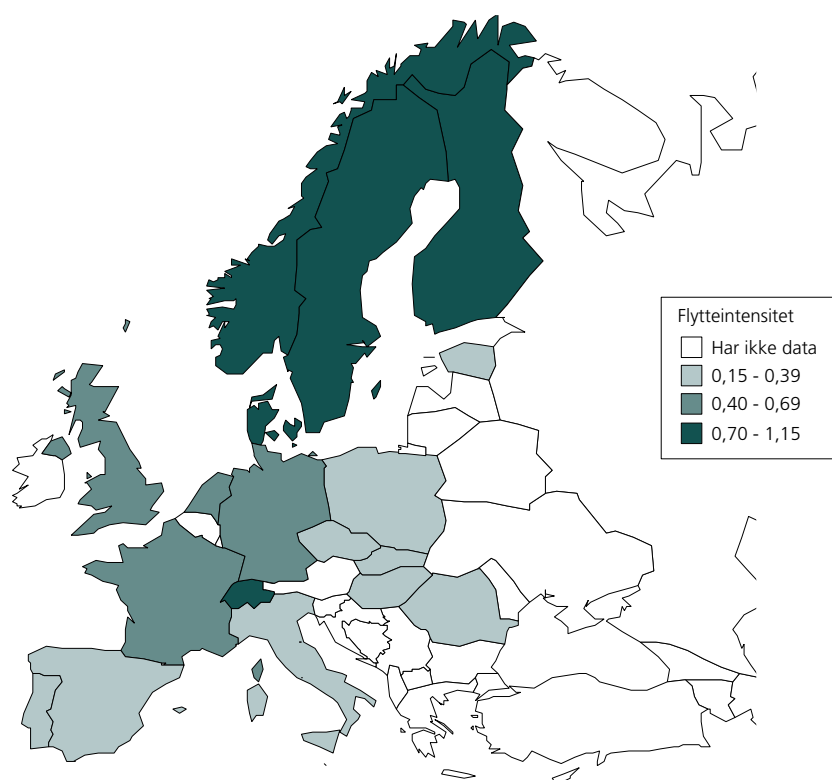 Flytteintensitet
Har ikke data
0,15 - 0,39
0,40 - 0,69
0,70 - 1,15